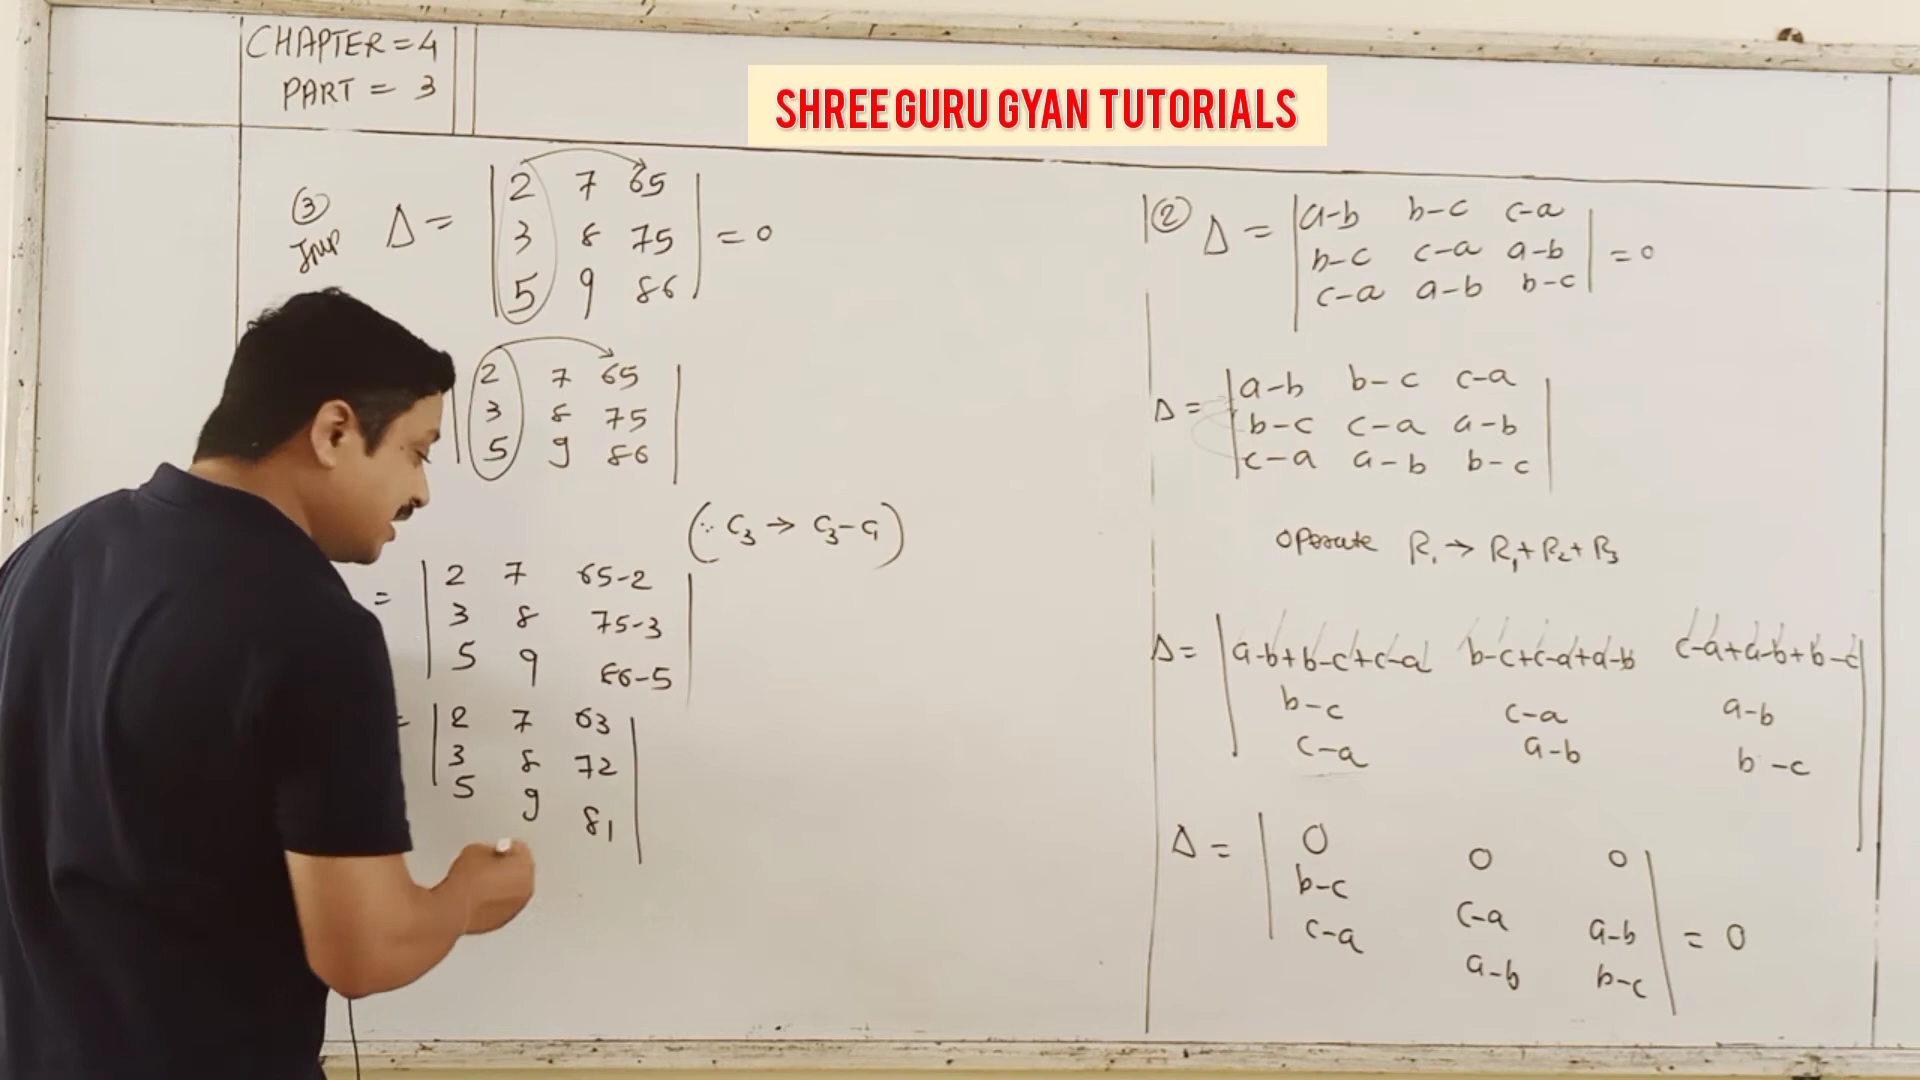 CHAPTER = 4
PART = 3
SHREE GURU GYAN TUTORIALS
③ Imp
Δ = | 2 7 65 |
| 3 8 75 | = 0
| 5 9 86 |
| 2 7 65 |
| 3 8 75 |
| 5 9 86 |
(∵ C₃ → C₃-C₁)
= | 2 7 65-2 |
| 3 8 75-3 |
| 5 9 86-5 |
= | 2 7 63 |
| 3 8 72 |
| 5 9 81 |
② Δ = | a-b b-c c-a |
| b-c c-a a-b | = 0
| c-a a-b b-c |
Δ = | a-b b-c c-a |
| b-c c-a a-b |
| c-a a-b b-c |
operate R₁ → R₁+R₂+R₃
Δ = | a-b+b-c+c-a b-c+c-a+a-b c-a+a-b+b-c |
| b-c c-a a-b |
| c-a a-b b-c |
Δ = | 0 0 0 |
| b-c c-a a-b | = 0
| c-a a-b b-c |